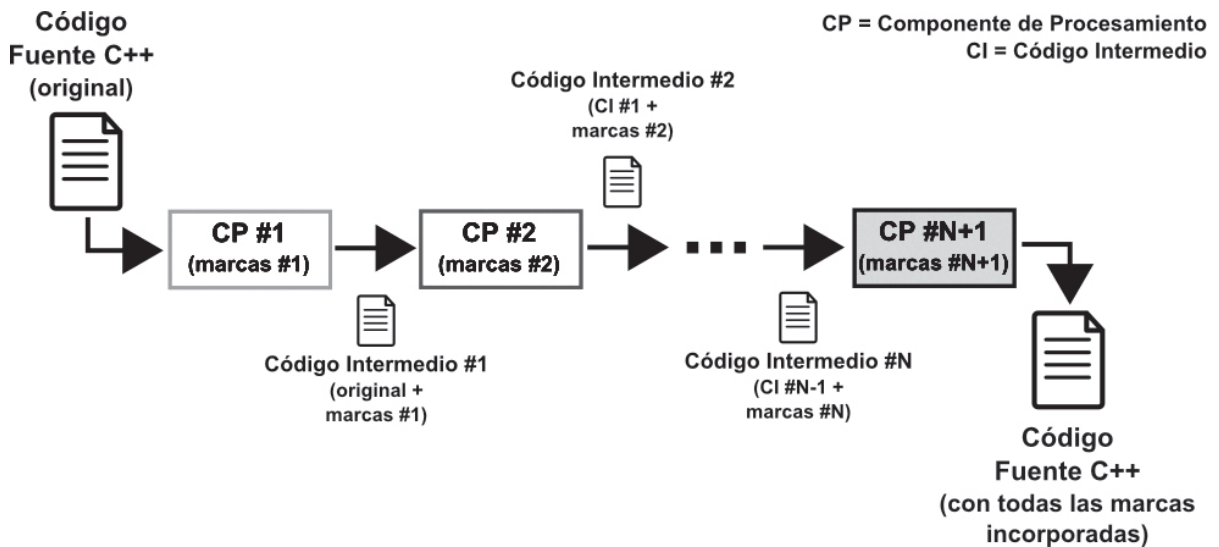 Código
Fuente C++
(original)
CP = Componente de Procesamiento
CI = Código Intermedio
Código Intermedio #2
(CI #1 +
marcas #2)
CP #1
(marcas #1)
CP #2
(marcas #2)
CP #N+1
(marcas #N+1)
Código Intermedio #1
(original +
marcas #1)
Código Intermedio #N
(CI #N-1 +
marcas #N)
Código
Fuente C++
(con todas las marcas
incorporadas)